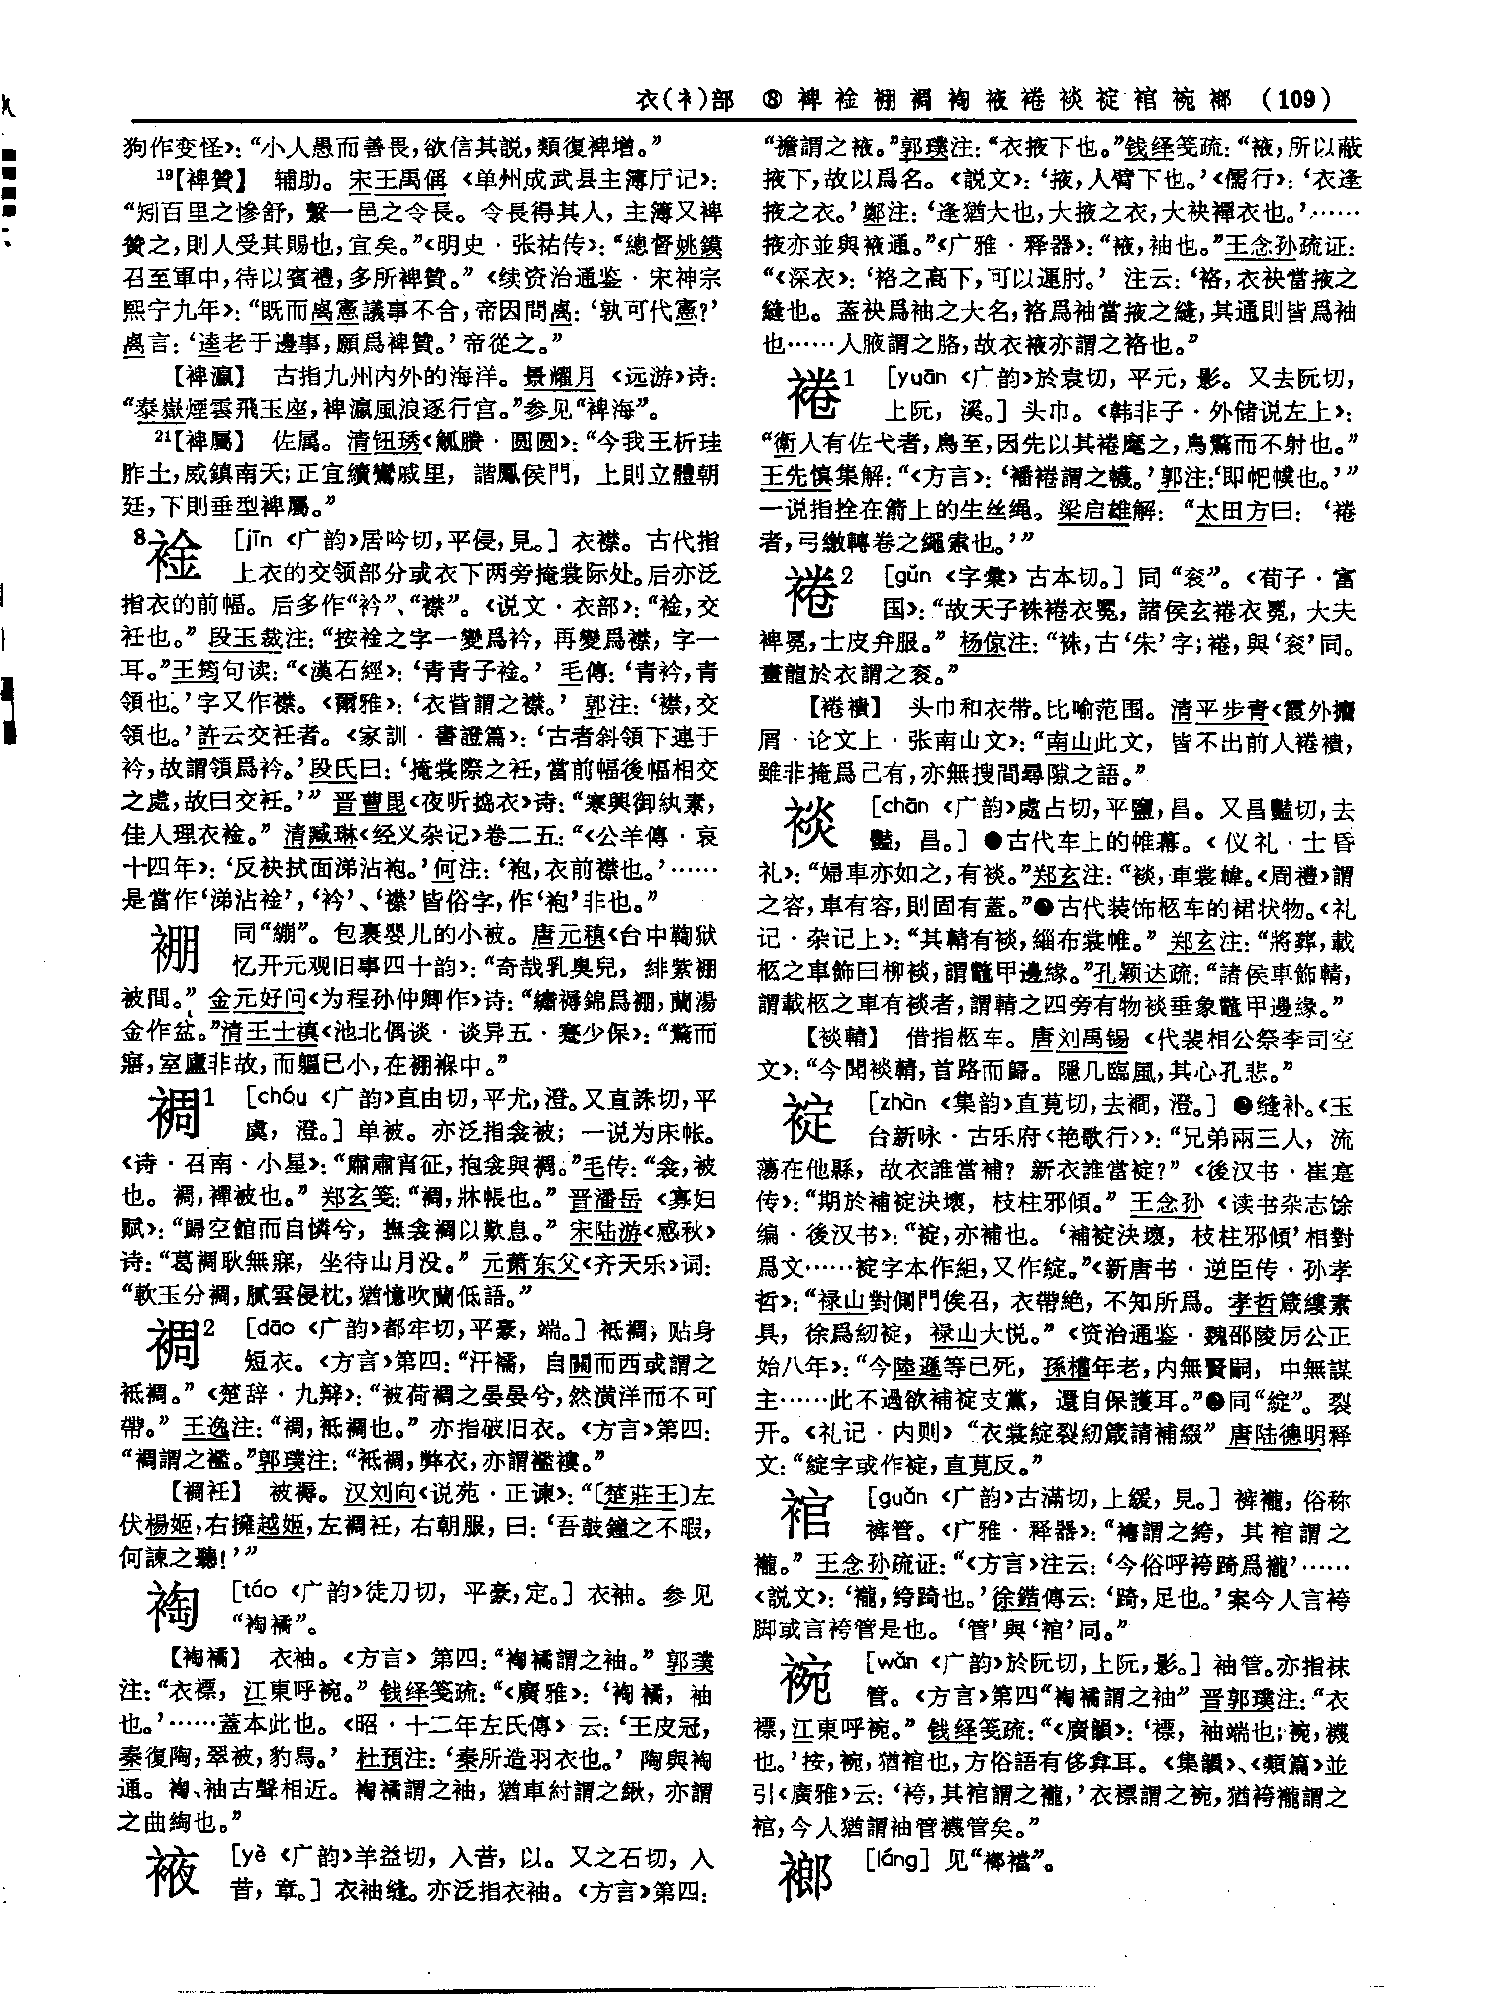 衣(衤)部 ⑧ 裨裣褯裯裪裺裷裧裧裧裧裧 (109)
狗作变怪》：“小人愚而善畏，欲信其説，類復裨增。”
¹⁹【裨贊】 辅助。宋王禹偁《单州成武县主簿厅记》：
“矧百里之慘舒，繫一邑之令長。令長得其人，主簿又裨
贊之，則人受其賜也，宜矣。”《明史·张祐传》：“總督姚鏌
召至軍中，待以賓禮，多所裨贊。”《续资治通鉴·宋神宗
熙宁九年》：“既而禼憲議事不合，帝因問禼：‘孰可代憲？’
禼言：‘逵老于邊事，願爲裨贊。’帝從之。”
【裨瀛】 古指九州内外的海洋。景耀月《远游》诗：
“泰嶽煙雲飛玉座，裨瀛風浪逐行宫。”参见“裨海”。
²¹【裨屬】 佐属。清钮琇《觚賸·圆圆》：“今我王析珪
胙土，威鎮南天；正宜續鸞戚里，諧鳳侯門，上則立體朝
廷，下則垂型裨屬。”
⁸裣 [jīn《广韵》居吟切，平侵，見。] 衣襟。古代指
上衣的交领部分或衣下两旁掩裳际处。后亦泛
指衣的前幅。后多作“衿”、“襟”。《说文·衣部》：“裣，交
衽也。”段玉裁注：“按裣之字一變爲衿，再變爲襟，字一
耳。”王筠句读：“《漢石經》：‘青青子裣。’毛傳：‘青衿，青
領也。’字又作襟。《爾雅》：‘衣眥謂之襟。’郭注：‘襟，交
領也。’許云交衽者。《家訓·書證篇》：‘古者斜領下連于
衿，故謂領爲衿。’段氏曰：‘掩裳際之衽，當前幅後幅相交
之處，故曰交衽。’”晋曹毘《夜听捣衣》诗：“寒興御紈素，
佳人理衣裣。”清臧琳《经义杂记》卷二五：“《公羊傳·哀
十四年》：‘反袂拭面涕沾袍。’何注：‘袍，衣前襟也。’……
是當作‘涕沾裣’，‘衿’、‘襟’皆俗字，作‘袍’非也。”
同“繃”。包裹婴儿的小被。唐元稹《台中鞫狱
忆开元观旧事四十韵》：“奇哉乳臭兒，緋紫
被間。”金元好问《为程孙仲卿作》诗：“繡褥錦爲，蘭湯
金作盆。”清王士禛《池北偶谈·谈异五·蹇少保》：“驚而
寤，室廬非故，而軀已小，在褓中。”
裯¹ [chóu《广韵》直由切，平尤，澄。又直誅切，平
虞，澄。] 单被。亦泛指衾被；一说为床帐。
《诗·召南·小星》：“肅肅宵征，抱衾與裯。”毛传：“衾，被
也。裯，襌被也。”郑玄笺：“裯，牀帳也。”晋潘岳《寡妇
赋》：“歸空館而自憐兮，撫衾裯以歎息。”宋陆游《感秋》
诗：“葛裯耿無寐，坐待山月没。”元萧东父《齐天乐》词：
“軟玉分裯，膩雲侵枕，猶憶吹蘭低語。”
裯² [dāo《广韵》都牢切，平豪，端。] 袛裯，贴身
短衣。《方言》第四：“汗襦，自關而西或謂之
袛裯。”《楚辞·九辩》：“被荷裯之晏晏兮，然潢洋而不可
帶。”王逸注：“裯，袛裯也。”亦指破旧衣。《方言》第四：
“裯謂之襤。”郭璞注：“袛裯，弊衣，亦謂襤褸。”
【裯衽】 被褥。汉刘向《说苑·正谏》：“〔楚莊王〕左
伏楊姬，右擁越姬，左裯衽，右朝服，曰：‘吾鼓鐘之不暇，
何諫之聽！’”
裪 [táo《广韵》徒刀切，平豪，定。] 衣袖。参见
“裪𧛔”。
【裪𧛔】 衣袖。《方言》第四：“裪𧛔謂之袖。”郭璞
注：“衣褾，江東呼䘼。”钱绎笺疏：“《廣雅》：‘裪𧛔，袖
也。’……蓋本此也。《昭·十二年左氏傳》云：‘王皮冠，
秦復陶，翠被，豹舄。’杜預注：‘秦所造羽衣也。’陶與裪
通。裪、袖古聲相近。裪𧛔謂之袖，猶車紂謂之緧，亦謂
之曲綯也。”
[yè《广韵》羊益切，入昔，以。又之石切，入
昔，章。] 衣袖缝。亦泛指衣袖。《方言》第四：
“襜謂之。”郭璞注：“衣掖下也。”钱绎笺疏：“，所以蔽
掖下，故以爲名。《説文》：‘掖，人臂下也。’《儒行》：‘衣逢
掖之衣。’鄭注：‘逢猶大也，大掖之衣，大袂襌衣也。’……
掖亦並與通。”《广雅·释器》：“，袖也。”王念孙疏证：
“《深衣》：‘袼之高下，可以運肘。’注云：‘袼，衣袂當掖之
縫也。蓋袂爲袖之大名，袼爲袖當掖之縫，其通則皆爲袖
也……人腋謂之胳，故衣亦謂之袼也。”
裷¹ [yuān《广韵》於袁切，平元，影。又去阮切，
上阮，溪。] 头巾。《韩非子·外储说左上》：
“衛人有佐弋者，鳥至，因先以其裷麾之，鳥驚而不射也。”
王先慎集解：“《方言》：‘繙裷謂之幭。’郭注：‘即帊幞也。’”
一说指拴在箭上的生丝绳。梁启雄解：“太田方曰：‘裷
者，弓繳轉卷之繩索也。’”
裷² [gǔn《字彙》古本切。] 同“衮”。《荀子·富
国》：“故天子袾裷衣冕，諸侯玄裷衣冕，大夫
裨冕，士皮弁服。”杨倞注：“袾，古‘朱’字；裷，與‘衮’同。
畫龍於衣謂之衮。”
【裷襀】 头巾和衣带。比喻范围。清平步青《霞外攟
屑·论文上·张南山文》：“南山此文，皆不出前人裷襀，
雖非掩爲己有，亦無搜間尋隙之語。”
裧 [chān《广韵》處占切，平鹽，昌。又昌豔切，去
豔，昌。] ❶古代车上的帷幕。《仪礼·士昏
礼》：“婦車亦如之，有裧。”郑玄注：“裧，車裳幃。《周禮》謂
之容，車有容，則固有蓋。”❷古代装饰柩车的裙状物。《礼
记·杂记上》：“其輤有裧，緇布裳帷。”郑玄注：“將葬，載
柩之車飾曰柳裧，謂鼈甲邊緣。”孔颖达疏：“諸侯車飾輤，
謂載柩之車有裧者，謂輤之四旁有物裧垂象鼈甲邊緣。”
【裧輤】 借指柩车。唐刘禹锡《代裴相公祭李司空
文》：“今聞裧輤，首路而歸。隱几臨風，其心孔悲。”
袩 [zhàn《集韵》直莧切，去襇，澄。] ❶缝补。《玉
台新咏·古乐府〈艳歌行〉》：“兄弟兩三人，流
蕩在他縣，故衣誰當補？新衣誰當䘺？”《後汉书·崔寔
传》：“期於補䘺決壞，枝柱邪傾。”王念孙《读书杂志馀
编·後汉书》：“䘺，亦補也。‘補䘺決壞，枝柱邪傾’相對
爲文……䘺字本作組，又作綻。”《新唐书·逆臣传·孙孝
哲》：“禄山對側門俟召，衣帶絶，不知所爲。孝哲箴縷素
具，徐爲紉䘺，禄山大悦。”《资治通鉴·魏邵陵厉公正
始八年》：“今陸遜等已死，孫權年老，内無賢嗣，中無謀
主……此不過欲補䘺支黨，還自保護耳。”❷同“綻”。裂
开。《礼记·内则》“衣裳綻裂紉箴請補綴”唐陆德明释
文：“綻字或作䘺，直莧反。”
䘾 [guǎn《广韵》古滿切，上緩，見。] 裤襱，俗称
裤管。《广雅·释器》：“䙱謂之絝，其䘾謂之
襱。”王念孙疏证：“《方言》注云：‘今俗呼袴踦爲襱’……
《説文》：‘襱，絝踦也。’徐鍇傳云：‘踦，足也。’案今人言袴
脚或言袴管是也。‘管’與‘䘾’同。”
䘼 [wǎn《广韵》於阮切，上阮，影。] 袖管。亦指袜
管。《方言》第四“裪𧛔謂之袖”晋郭璞注：“衣
褾，江東呼䘼。”钱绎笺疏：“《廣韻》：‘褾，袖端也；䘼，襪
也。’按，䘼，猶䘾也，方俗語有侈弇耳。《集韻》、《類篇》並
引《廣雅》云：‘袴，其䘾謂之襱，’衣褾謂之䘼，猶袴襱謂之
䘾，今人猶謂袖管襪管矣。”
[láng] 见“襠”。